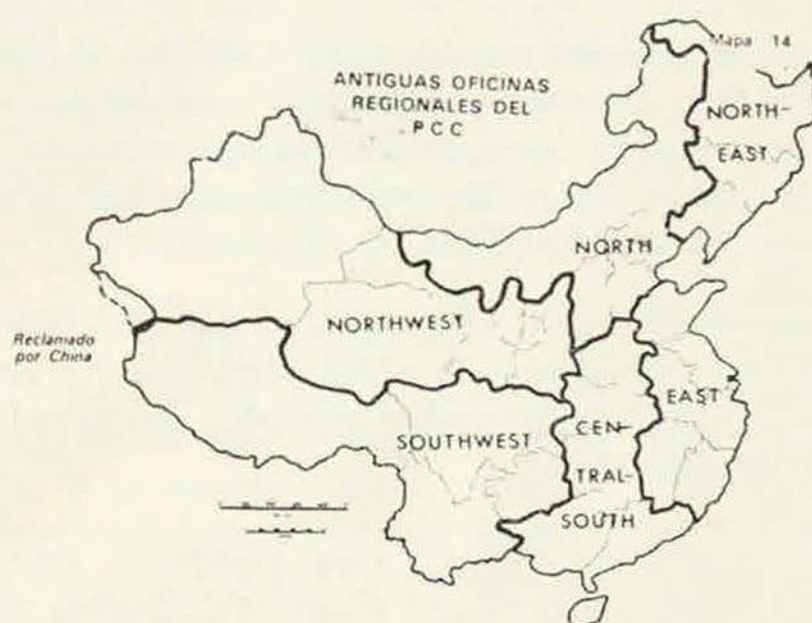 Mapa 14
ANTIGUAS OFICINAS
REGIONALES DEL
PCC
NORTH-
EAST
NORTH
Reclamado
por China
NORTHWEST
EAST
SOUTHWEST
CEN-
TRAL-
SOUTH